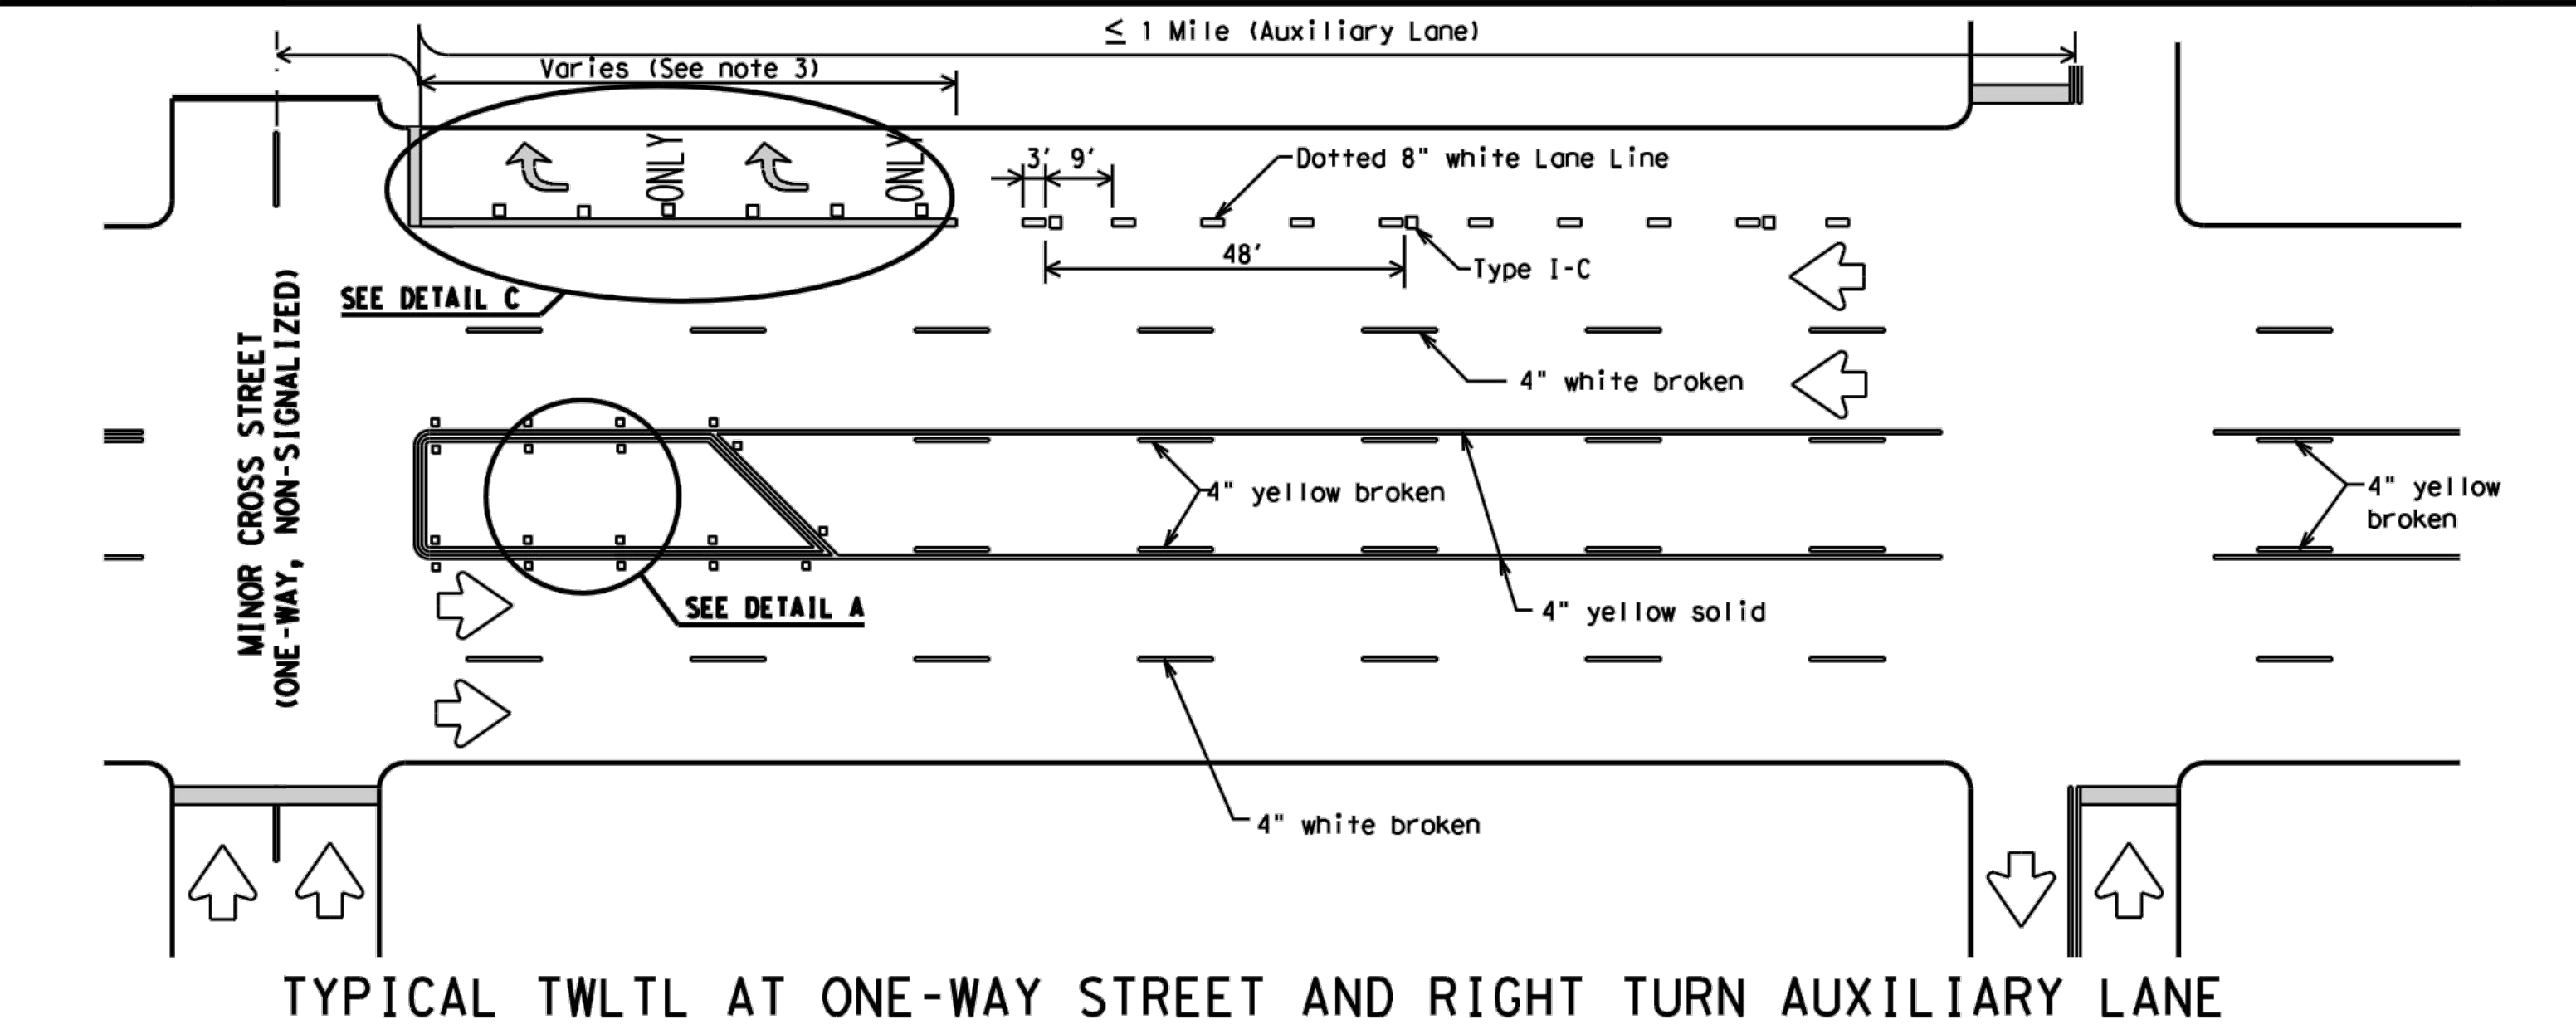 ≤ 1 Mile (Auxiliary Lane)
Varies (See note 3)
ONLY
ONLY
3' 9'
Dotted 8" white Lane Line
48'
Type I-C
SEE DETAIL C
4" white broken
MINOR CROSS STREET
(ONE-WAY, NON-SIGNALIZED)
4" yellow broken
4" yellow
broken
SEE DETAIL A
4" yellow solid
4" white broken
TYPICAL TWLTL AT ONE-WAY STREET AND RIGHT TURN AUXILIARY LANE